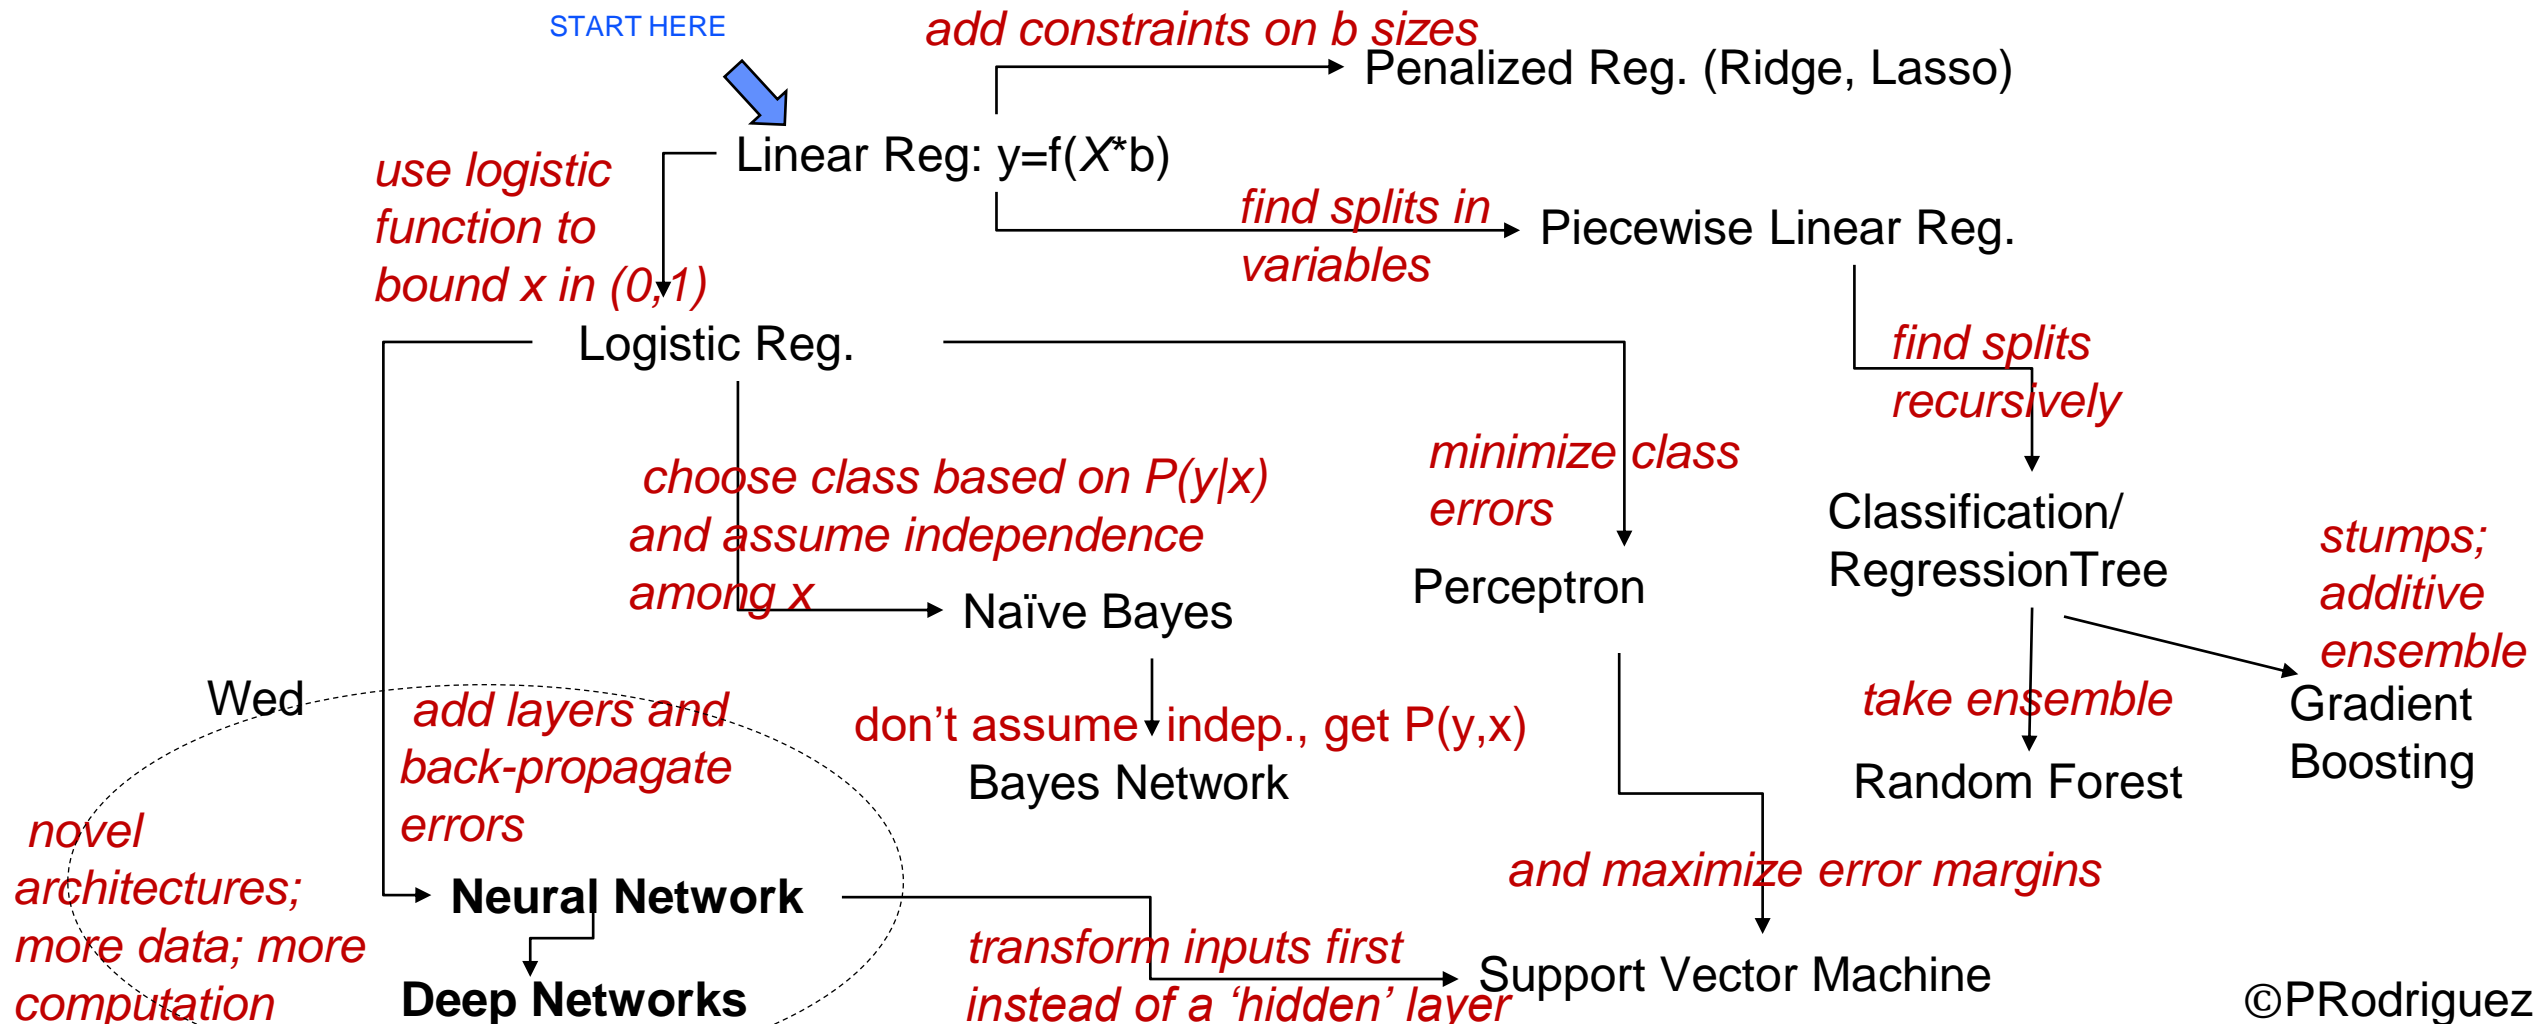 START HERE
add constraints on b sizes
Penalized Reg. (Ridge, Lasso)
Linear Reg: y=f(X*b)
use logistic
function to
bound x in (0,1)
find splits in
variables
Piecewise Linear Reg.
Logistic Reg.
find splits
recursively
choose class based on P(y|x)
and assume independence
among x
minimize class
errors
Classification/
RegressionTree
stumps;
additive
ensemble
Perceptron
Naïve Bayes
Wed
add layers and
back-propagate
errors
don't assume indep., get P(y,x)
Bayes Network
take ensemble
Random Forest
Gradient
Boosting
novel
architectures;
more data; more
computation
Neural Network
Deep Networks
and maximize error margins
transform inputs first
instead of a ‘hidden’ layer
Support Vector Machine
©PRodriguez